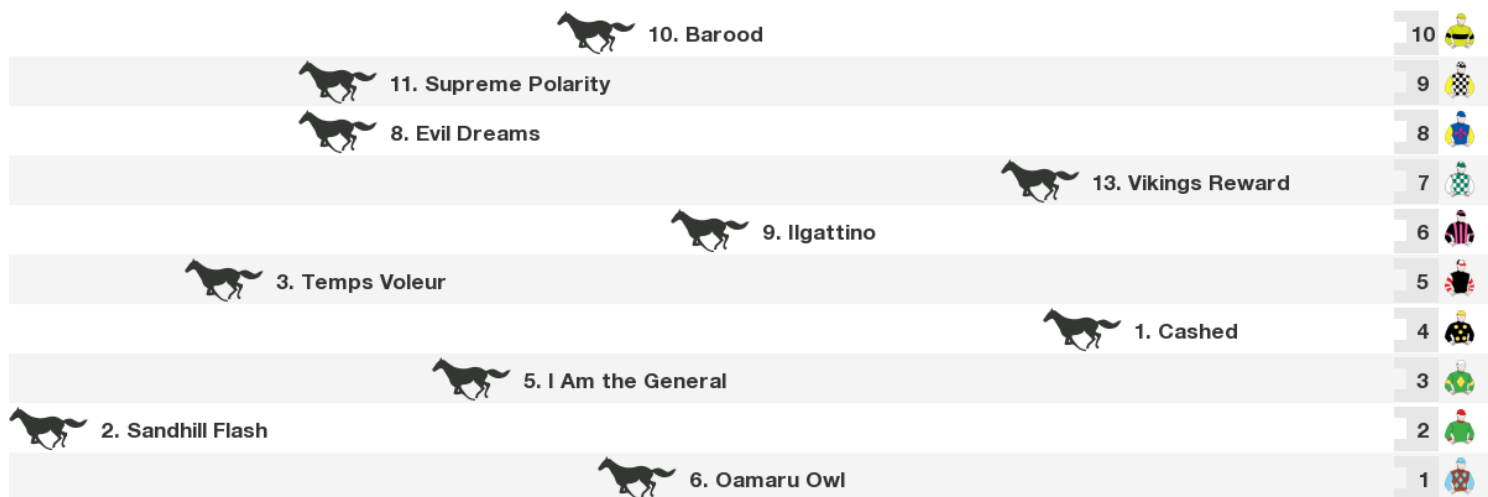 10. Barood 10
11. Supreme Polarity 9
8. Evil Dreams 8
13. Vikings Reward 7
9. Ilgattino 6
3. Temps Voleur 5
1. Cashed 4
5. I Am the General 3
2. Sandhill Flash 2
6. Oamaru Owl 1